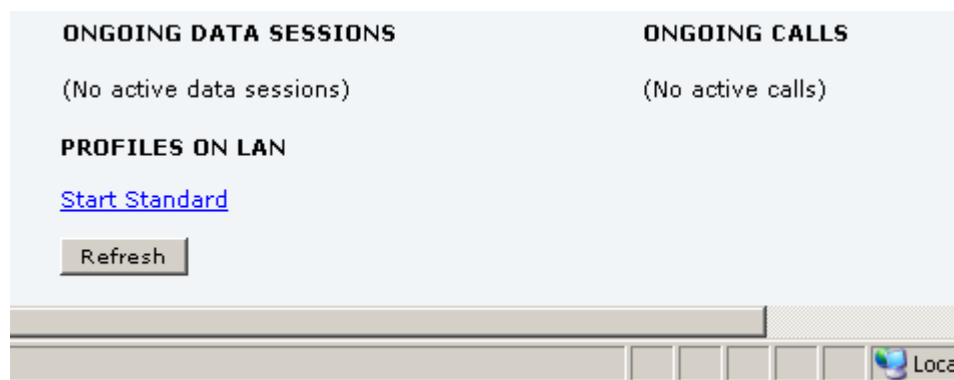 ONGOING DATA SESSIONS
ONGOING CALLS
(No active data sessions)
(No active calls)
PROFILES ON LAN
Start Standard
Refresh